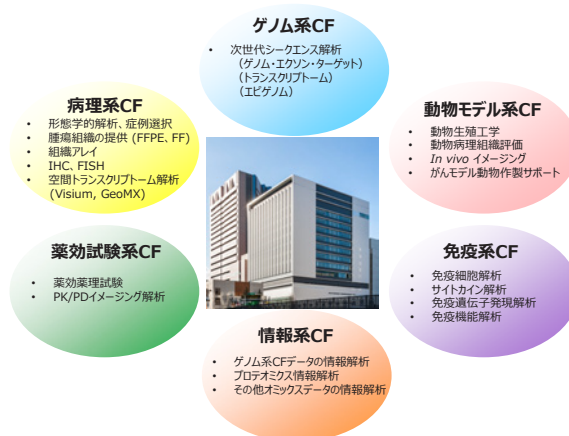 ゲノム系CF
• 次世代シークエンス解析
（ゲノム・エクソン・ターゲット）
（トランスクリプトーム）
（エピゲノム）
病理系CF
• 形態学的解析、症例選択
• 腫瘍組織の提供 (FFPE, FF)
• 組織アレイ
• IHC、FISH
• 空間トランスクリプトーム解析
(Visium, GeoMX)
動物モデル系CF
• 動物生殖工学
• 動物病理組織評価
• In vivo イメージング
• がんモデル動物作製サポート
薬効試験系CF
• 薬効薬理試験
• PK/PDイメージング解析
免疫系CF
• 免疫細胞解析
• サイトカイン解析
• 免疫遺伝子発現解析
• 免疫機能解析
情報系CF
• ゲノム系CFデータの情報解析
• プロテオミクス情報解析
• その他オミックスデータの情報解析